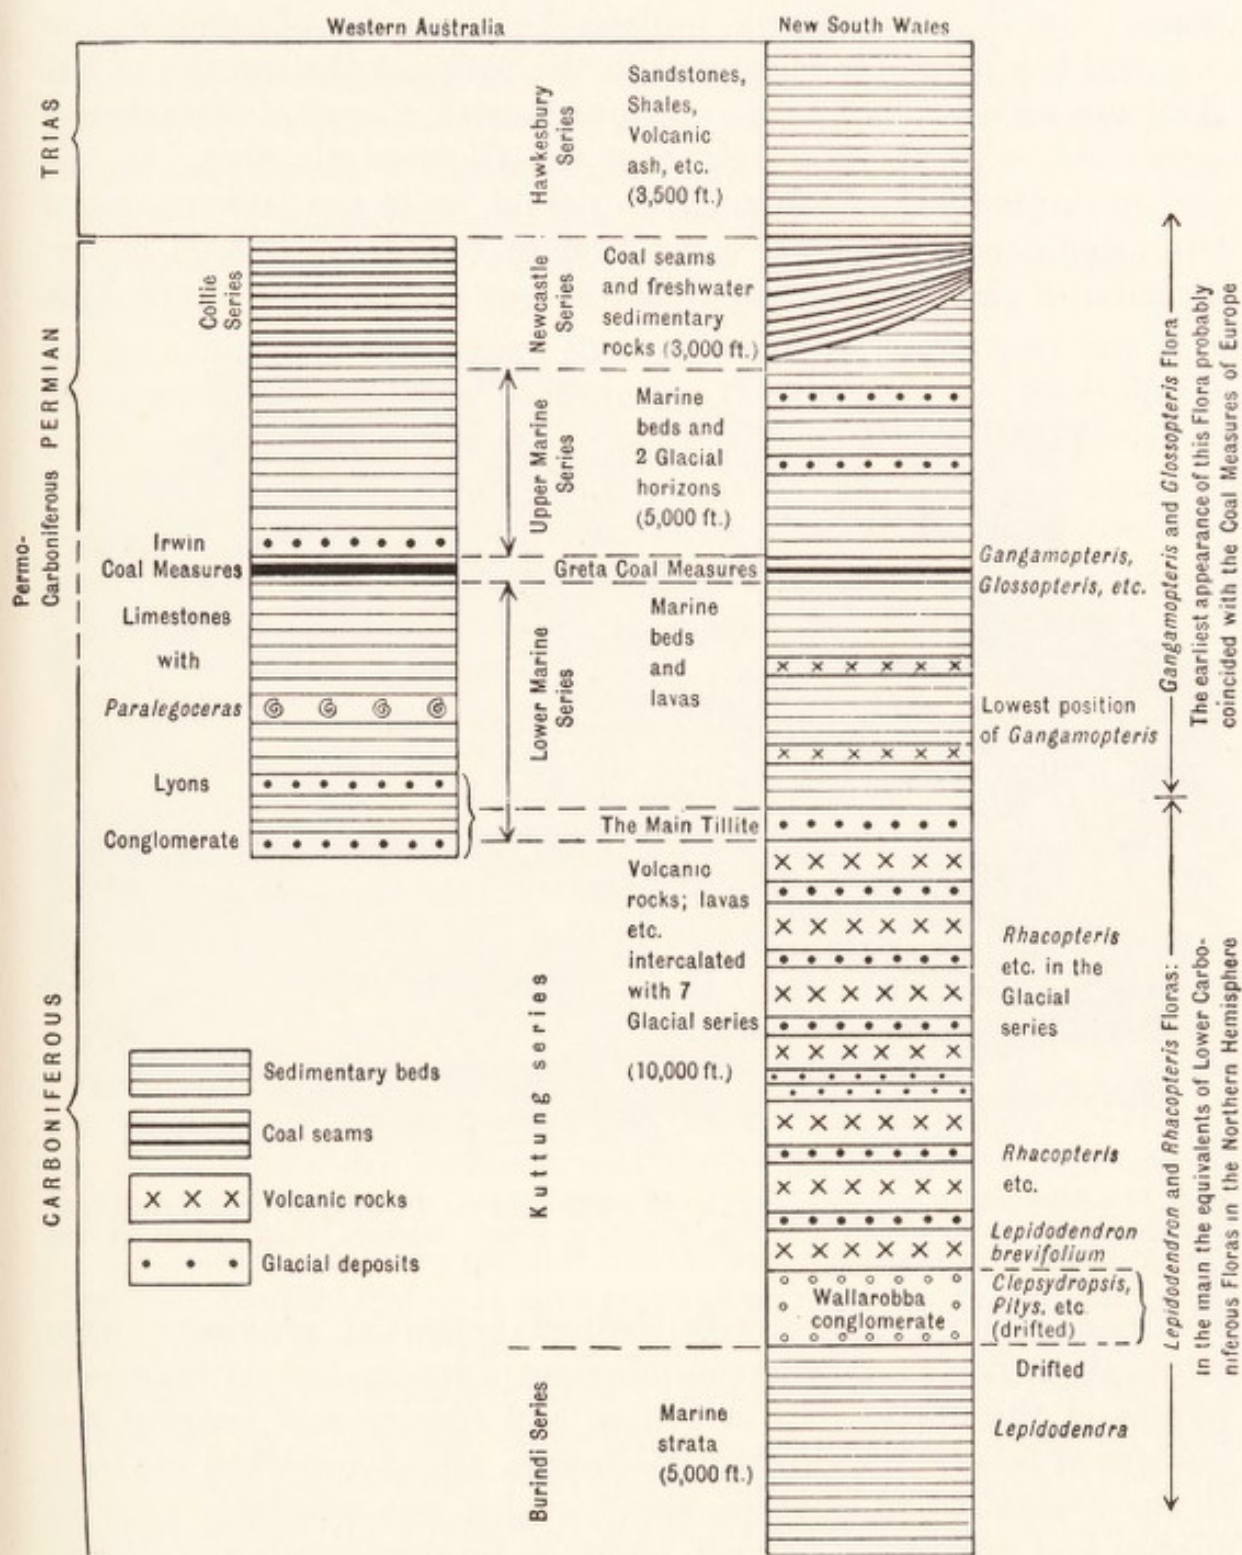 Western Australia
New South Wales
TRIAS
Hawkesbury
Series
Sandstones,
Shales,
Volcanic
ash, etc.
(3,500 ft.)
PERMIAN
Collie
Series
Newcastle
Series
Coal seams
and freshwater
sedimentary
rocks (3,000 ft.)
Upper Marine
Series
Marine
beds and
2 Glacial
horizons
(5,000 ft.)
Permo-
Carboniferous
Irwin
Coal Measures
Greta Coal Measures
Gangamopteris,
Glossopteris, etc.
Limestones
with
Paralegoceras
Lower Marine
Series
Marine
beds
and
lavas
Lowest position
of Gangamopteris
Gangamopteris and Glossopteris Flora
The earliest appearance of this Flora probably
coincided with the Coal Measures of Europe
Lyons
Conglomerate
The Main Tillite
CARBONIFEROUS
Kuttung series
Volcanic
rocks; lavas
etc.
intercalated
with 7
Glacial series
(10,000 ft.)
Rhacopteris
etc. in the
Glacial
series
Rhacopteris
etc.
Lepidodendron
brevifolium
Wallarobba
conglomerate
Clepsydropsis,
Pitys, etc
(drifted)
Lepidodendron and Rhacopteris Floras:
in the main the equivalents of Lower Carbo-
niferous Floras in the Northern Hemisphere
Sedimentary beds
Coal seams
Volcanic rocks
Glacial deposits
Burindi Series
Marine
strata
(5,000 ft.)
Drifted
Lepidodendra